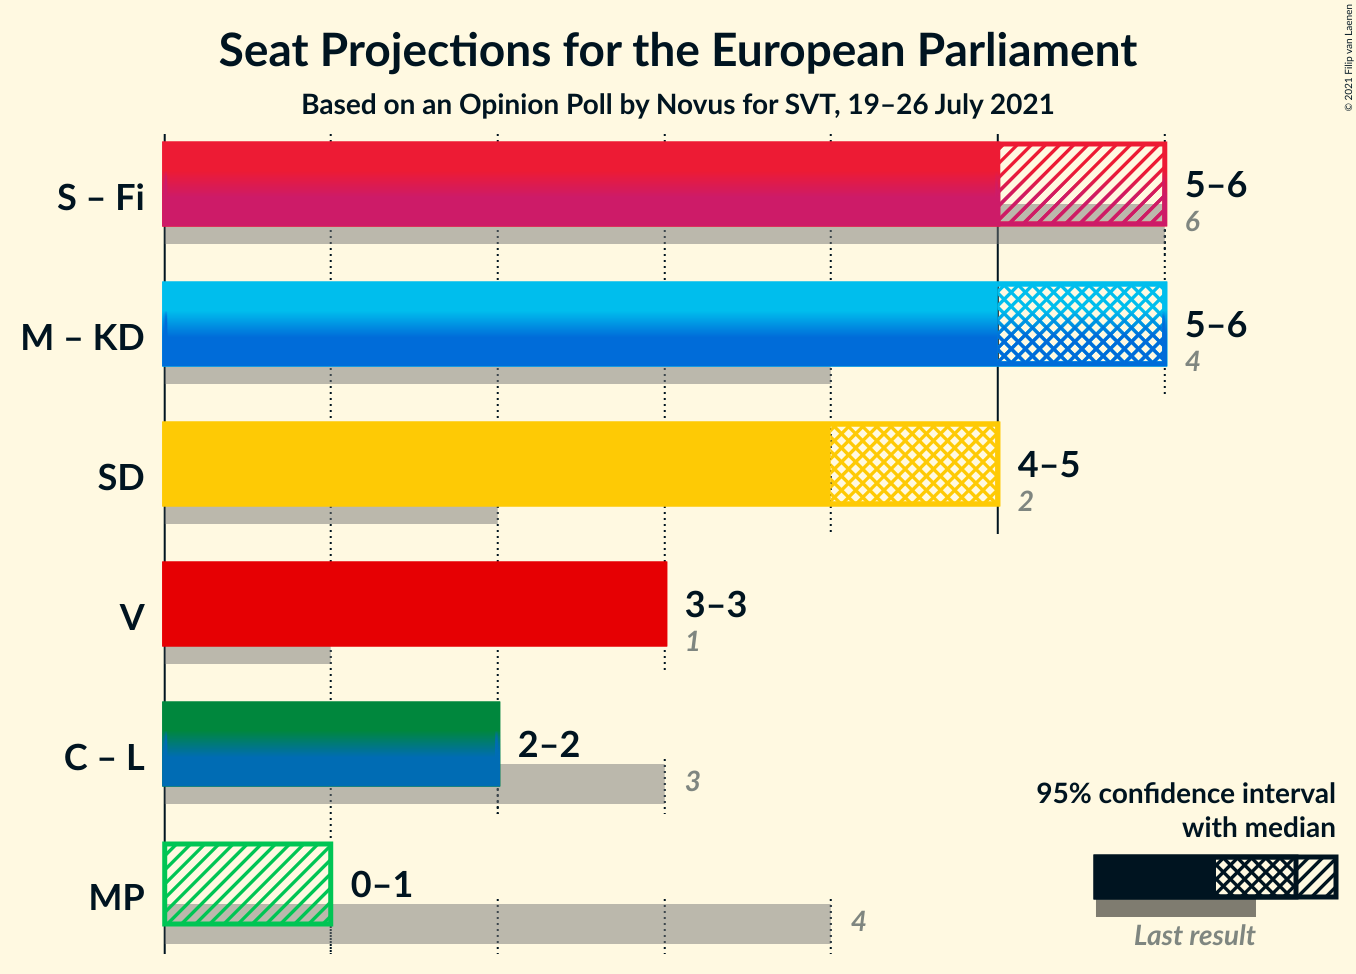 Seat Projections for the European Parliament
Based on an Opinion Poll by Novus for SVT, 19–26 July 2021
© 2021 Filip van Laenen
S – Fi
5–6
6
M – KD
5–6
4
SD
4–5
2
V
3–3
1
C – L
2–2
3
MP
0–1
4
95% confidence interval
with median
Last result